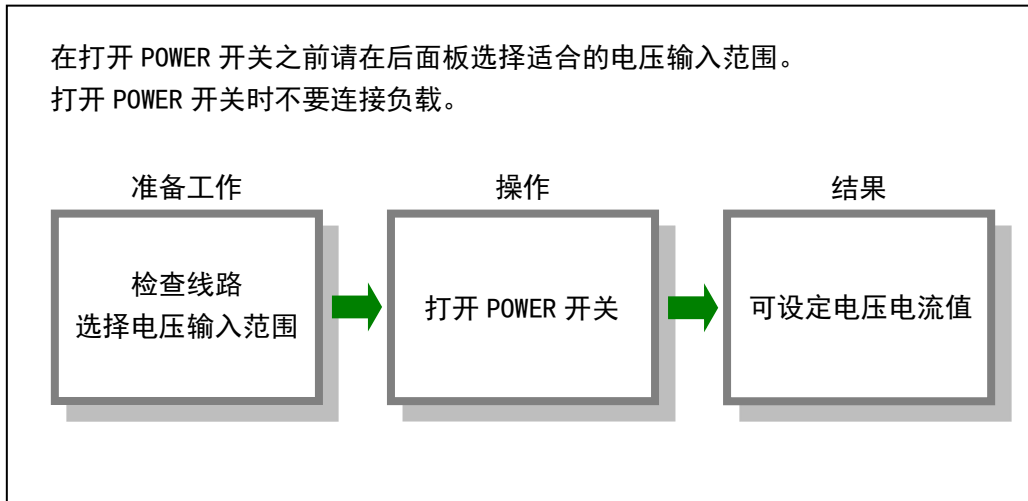 在打开 POWER 开关之前请在后面板选择适合的电压输入范围。
打开 POWER 开关时不要连接负载。
准备工作
操作
结果
检查线路
选择电压输入范围
打开 POWER 开关
可设定电压电流值